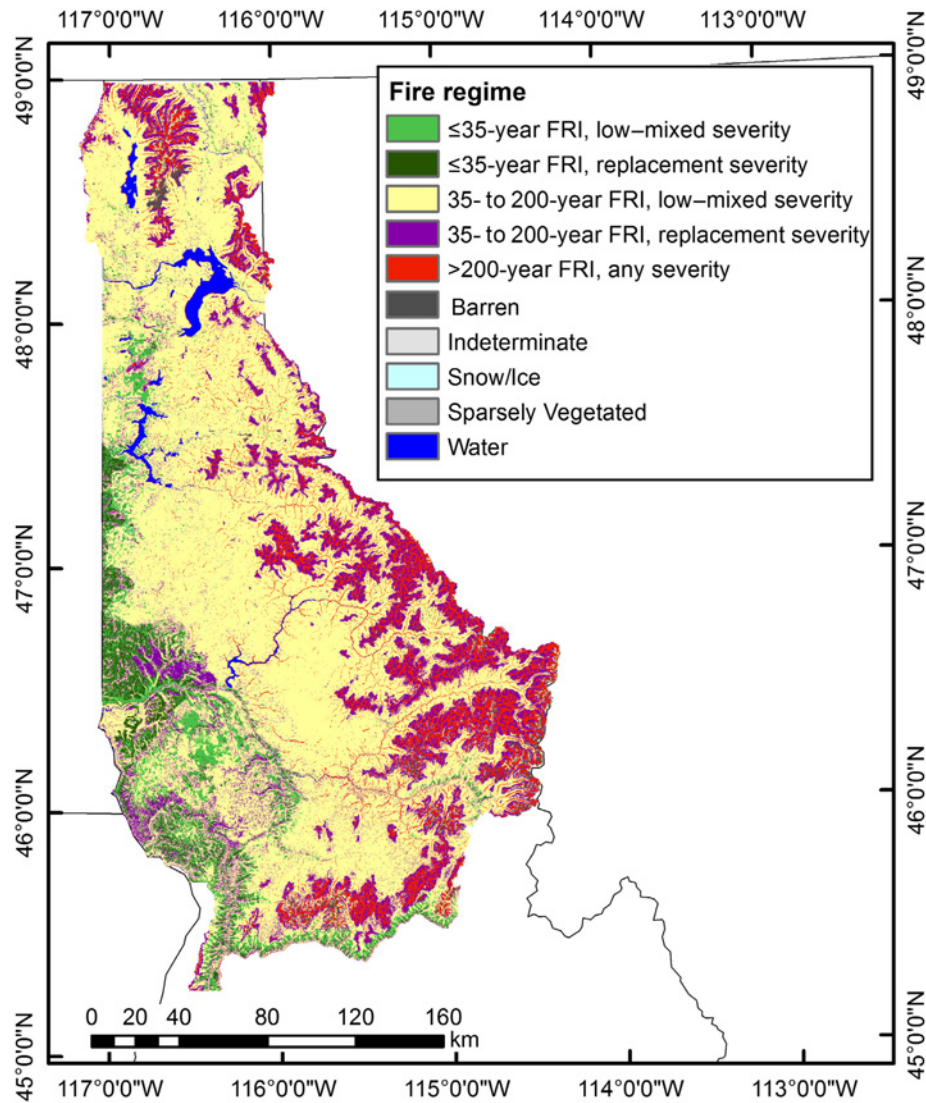 117°0'0"W 116°0'0"W 115°0'0"W 114°0'0"W 113°0'0"W
49°0'0"N
48°0'0"N
47°0'0"N
46°0'0"N
45°0'0"N
Fire regime
≤35-year FRI, low–mixed severity
≤35-year FRI, replacement severity
35- to 200-year FRI, low–mixed severity
35- to 200-year FRI, replacement severity
>200-year FRI, any severity
Barren
Indeterminate
Snow/Ice
Sparsely Vegetated
Water
49°0'0"N
48°0'0"N
47°0'0"N
46°0'0"N
45°0'0"N
0 20 40 80 120 160
km
117°0'0"W 116°0'0"W 115°0'0"W 114°0'0"W 113°0'0"W